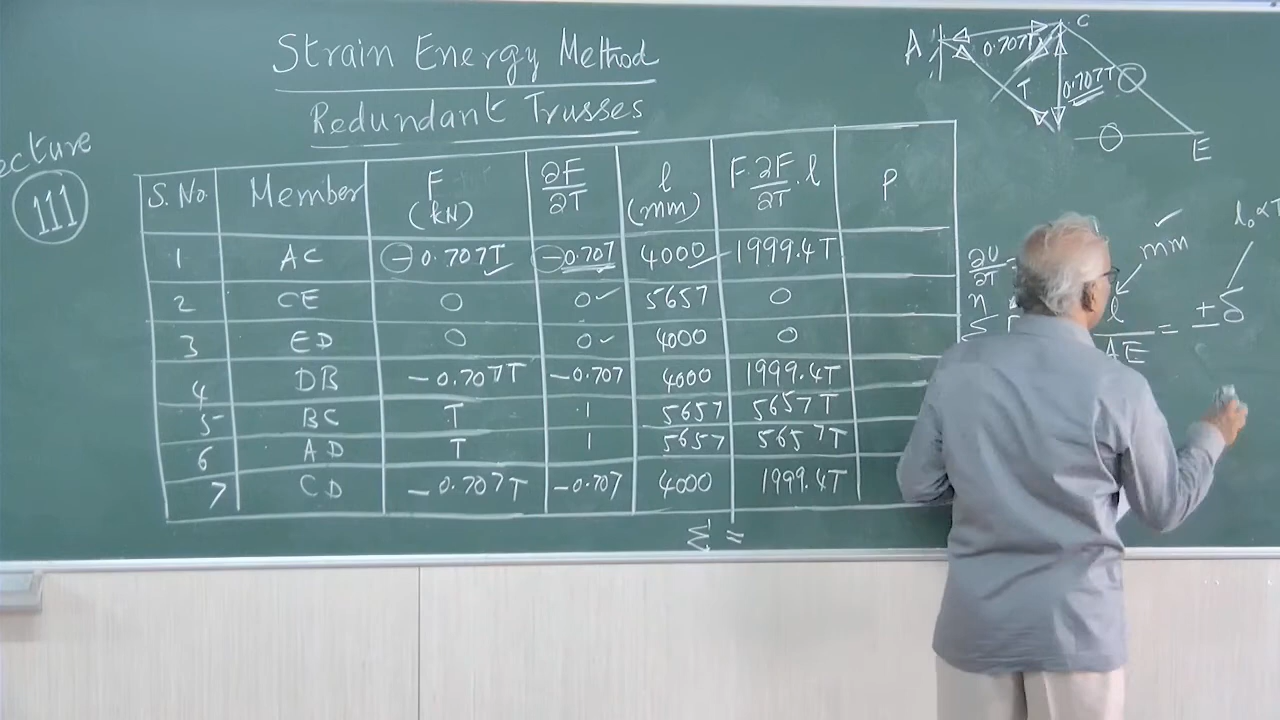 Strain Energy Method
Redundant Trusses
ecture
111
S. No. Member F (kN) ∂F/∂T l (mm) F·∂F/∂T·l P
1 AC -0.707T -0.707 4000 1999.4T
2 CE 0 0 5657 0
3 ED 0 0 4000 0
4 DB -0.707T -0.707 4000 1999.4T
5 BC T 1 5657 5657T
6 AD T 1 5657 5657T
7 CD -0.707T -0.707 4000 1999.4T
Σ =
A C
0.707T
T 0.707T
E
l₀αT
mm
∂U/∂T =
n
Σ l/AE = ±δ